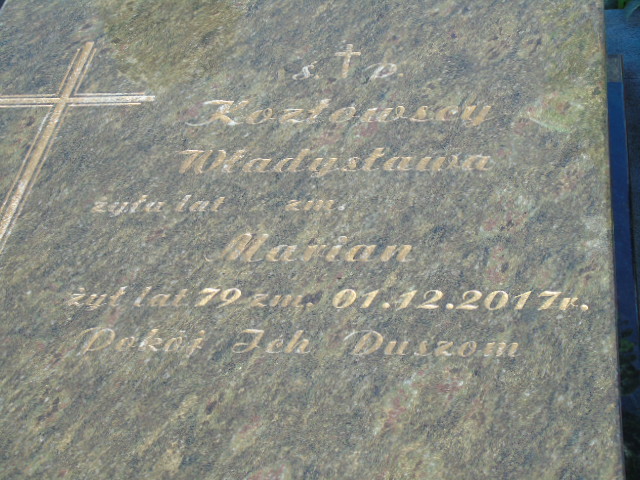 Ś. P.
Kozłowscy
Władysława
żyła lat zm.
Marian
żył lat 79 zm. 01.12.2017r.
Pokój Ich Duszom